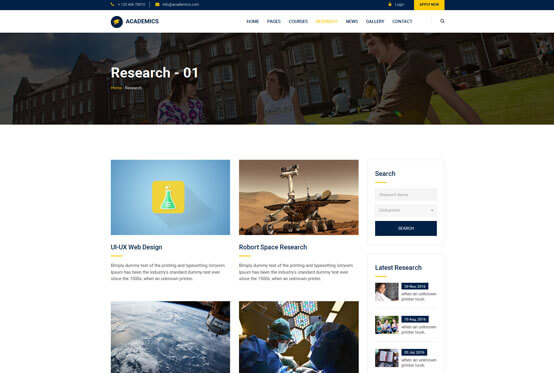 + 123 456 78910
info@academics.com
Login
APPLY NOW
ACADEMICS
HOME
PAGES
COURSES
RESEARCH
NEWS
GALLERY
CONTACT
Research - 01
Home - Research
UI-UX Web Design
Bimply dummy text of the printing and typesetting istryrem
Ipsum has been the industry's standard dummy text ever
since the 1500s, when an unknown printer.
Robort Space Research
Bimply dummy text of the printing and typesetting istryrem
Ipsum has been the industry's standard dummy text ever
since the 1500s, when an unknown printer.
Search
Research Name
Categories
SEARCH
Latest Research
when an unknown
printer took.
10 Aug, 2016
when an unknown
printer took.
05 Jul, 2016
when an unknown
printer took.